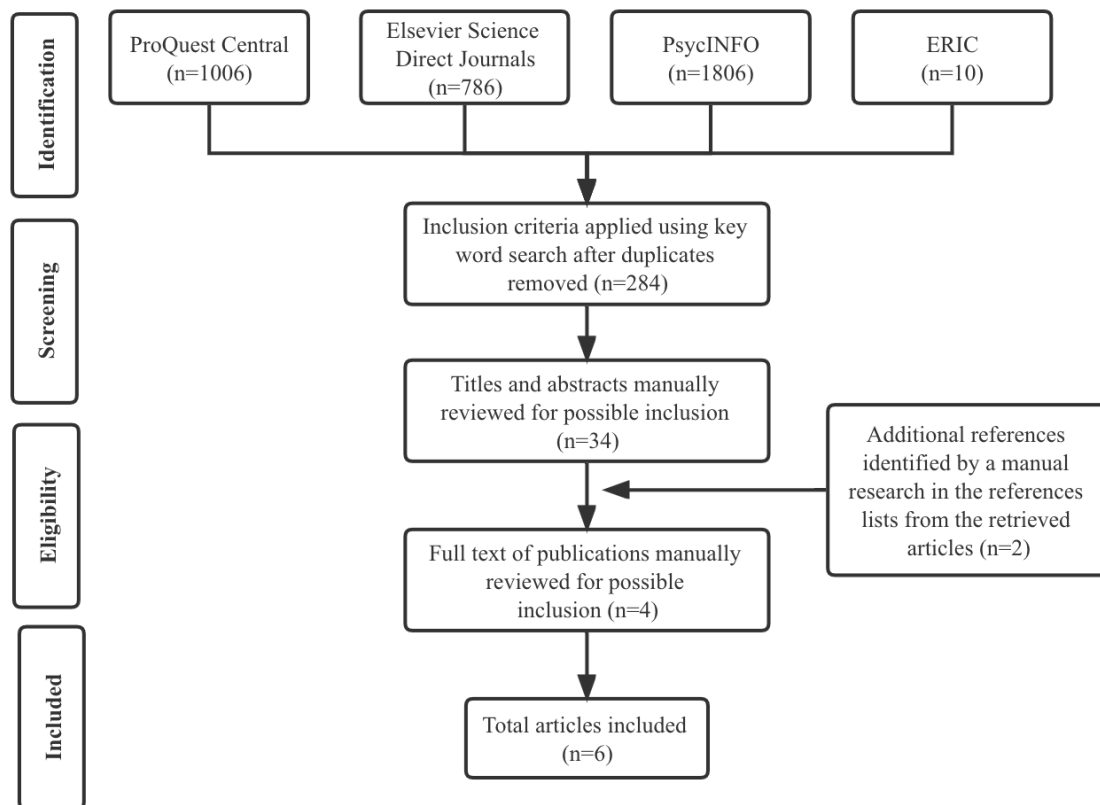 Identification
ProQuest Central
(n=1006)
Elsevier Science
Direct Journals
(n=786)
PsycINFO
(n=1806)
ERIC
(n=10)
Screening
Inclusion criteria applied using key
word search after duplicates
removed (n=284)
Titles and abstracts manually
reviewed for possible inclusion
(n=34)
Eligibility
Additional references
identified by a manual
research in the references
lists from the retrieved
articles (n=2)
Full text of publications manually
reviewed for possible
inclusion (n=4)
Included
Total articles included
(n=6)